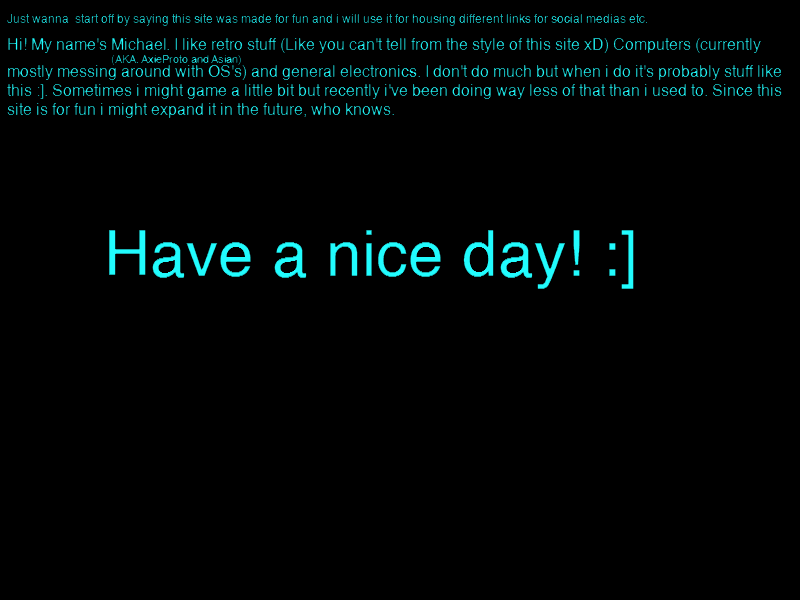 Just wanna  start off by saying this site was made for fun and i will use it for housing different links for social medias etc.
Hi! My name's Michael. I like retro stuff (Like you can't tell from the style of this site xD) Computers (currently
(AKA. AxieProto and Asian)
mostly messing around with OS's) and general electronics. I don't do much but when i do it's probably stuff like
this :]. Sometimes i might game a little bit but recently i've been doing way less of that than i used to. Since this
site is for fun i might expand it in the future, who knows.
Have a nice day! :]